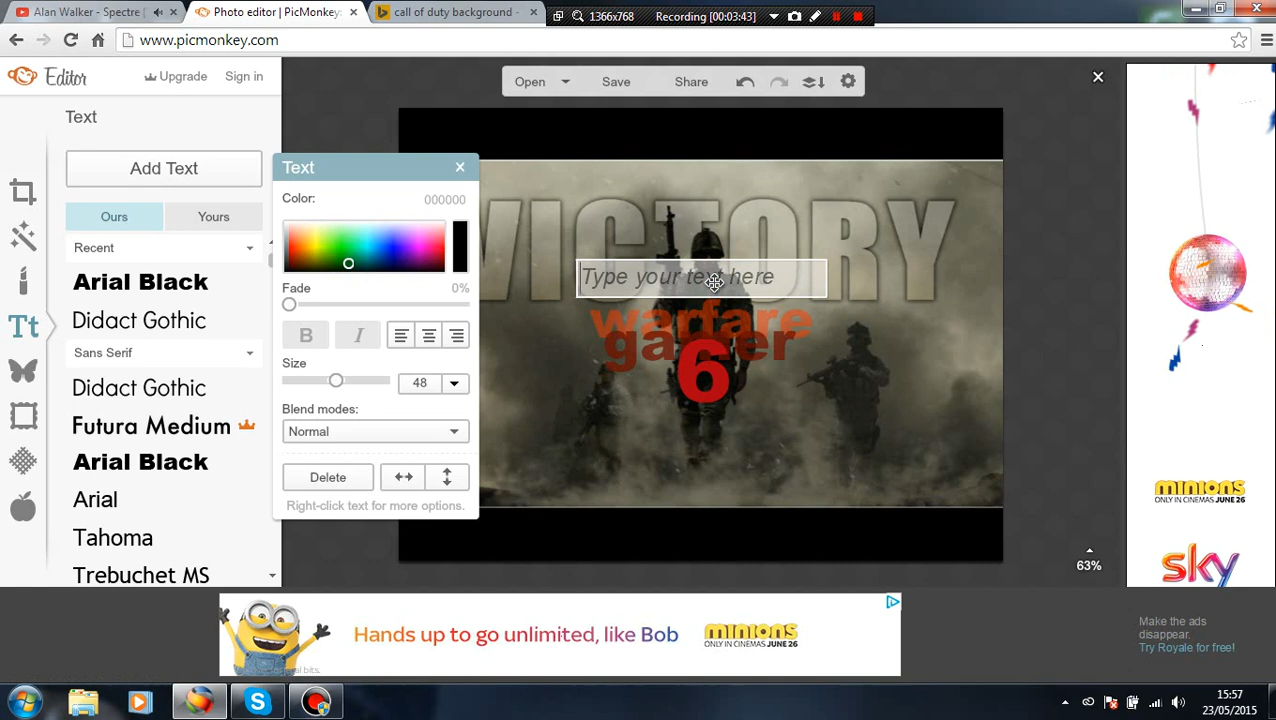 Alan Walker - Spectre [
Photo editor | PicMonkey:
call of duty background -
1366x768
Recording [00:03:43]
www.picmonkey.com
Editor
Upgrade
Sign in
Open
Save
Share
Text
Add Text
Ours
Yours
Recent
Arial Black
Didact Gothic
Sans Serif
Didact Gothic
Futura Medium
Arial Black
Arial
Tahoma
Trebuchet MS
Tt
Text
Color:
000000
Fade
0%
B
I
Size
48
Blend modes:
Normal
Delete
Right-click text for more options.
VICTORY
Type your text here
warfare
gamer
6
63%
MINIONS
ONLY IN CINEMAS JUNE 26
sky
Hands up to go unlimited, like Bob
MINIONS
ONLY IN CINEMAS JUNE 26
Make the ads
disappear.
Try Royale for free!
15:57
23/05/2015